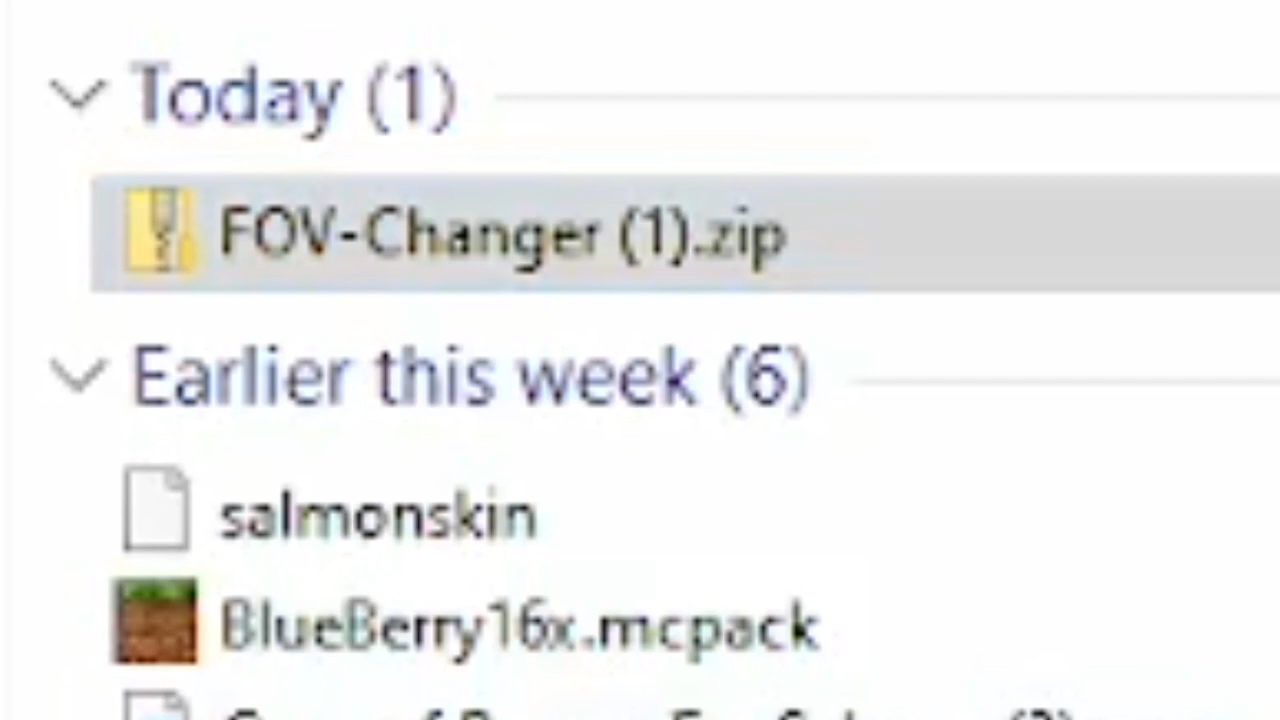 Today (1)
FOV-Changer (1).zip
Earlier this week (6)
salmonskin
BlueBerry16x.mcpack